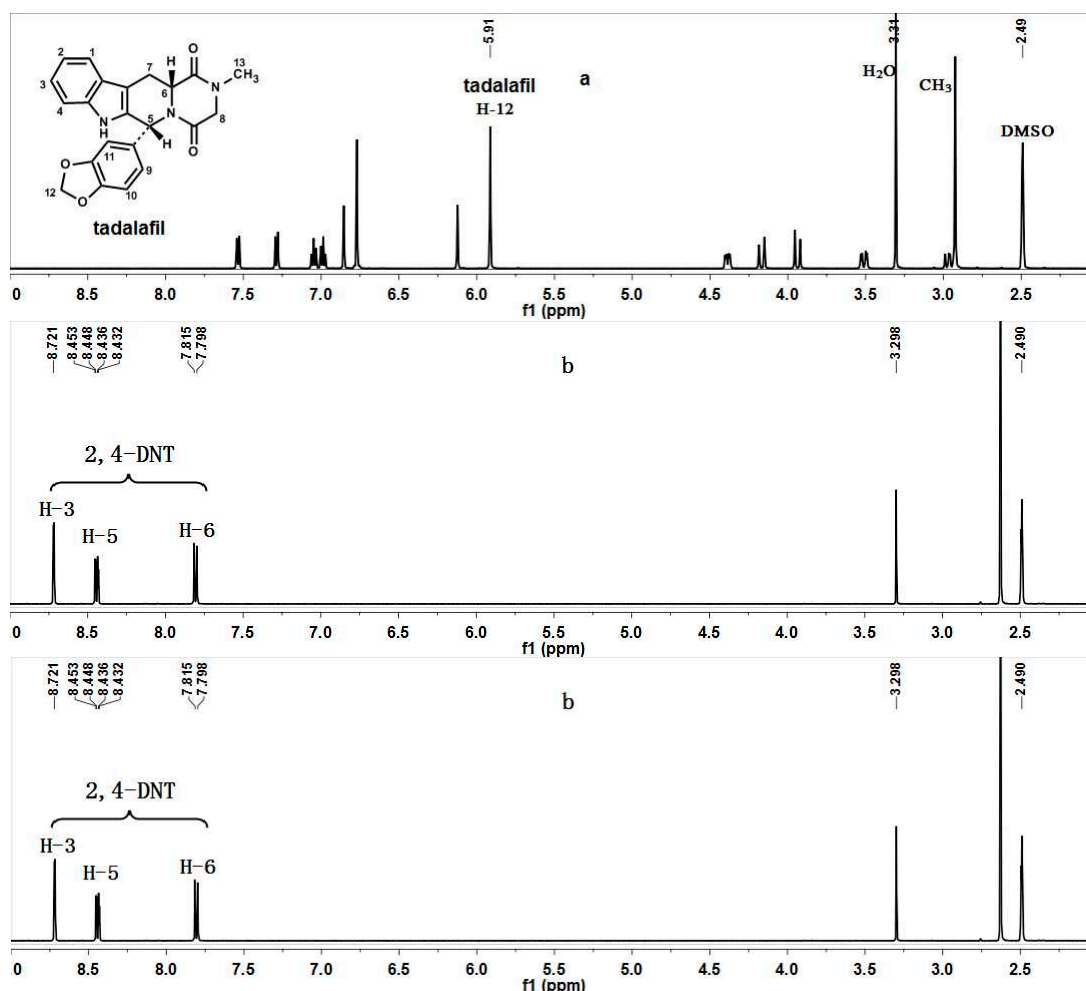 5.91
3.31
2.49
O
7
H
13
CH₃
N
2
1
3
6
4
5
N
8
N
H
H
O
11
9
O
12
O
10
tadalafil
tadalafil
H-12
a
H₂O
CH₃
DMSO
0 8.5 8.0 7.5 7.0 6.5 6.0 5.5 5.0 4.5 4.0 3.5 3.0 2.5
f1 (ppm)
8.721
8.453
8.448
8.436
8.432
7.815
7.798
3.298
2.490
b
2,4-DNT
H-3
H-5
H-6
0 8.5 8.0 7.5 7.0 6.5 6.0 5.5 5.0 4.5 4.0 3.5 3.0 2.5
f1 (ppm)
8.721
8.453
8.448
8.436
8.432
7.815
7.798
3.298
2.490
b
2,4-DNT
H-3
H-5
H-6
0 8.5 8.0 7.5 7.0 6.5 6.0 5.5 5.0 4.5 4.0 3.5 3.0 2.5
f1 (ppm)